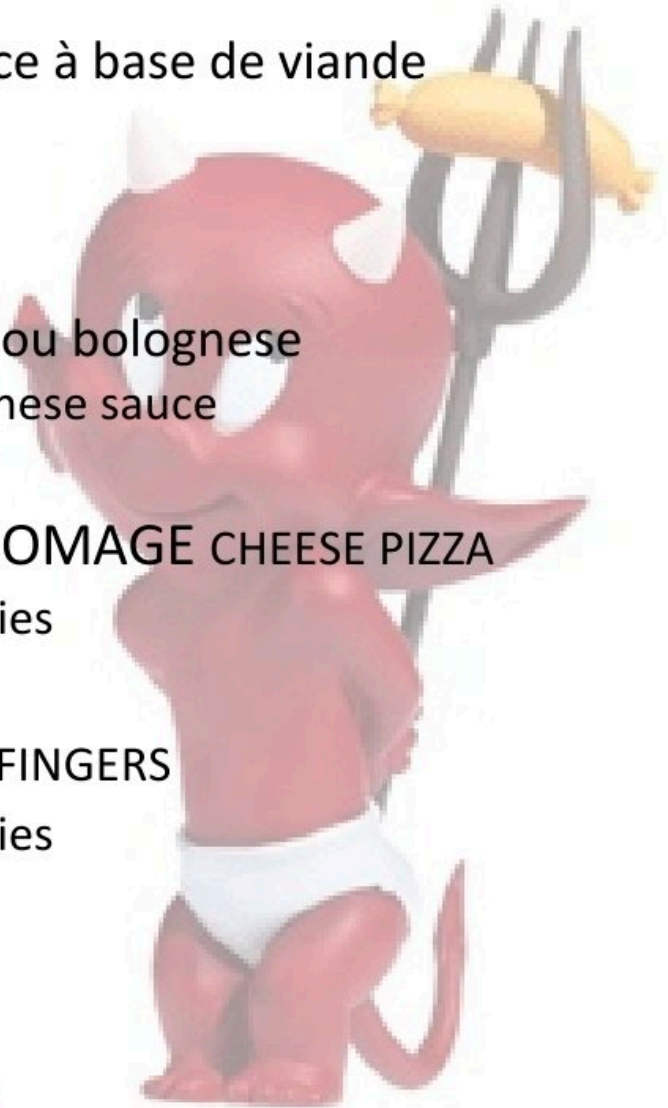 ce à base de viande
ou bolognese
nese sauce
OMAGE CHEESE PIZZA
ies
FINGERS
ies